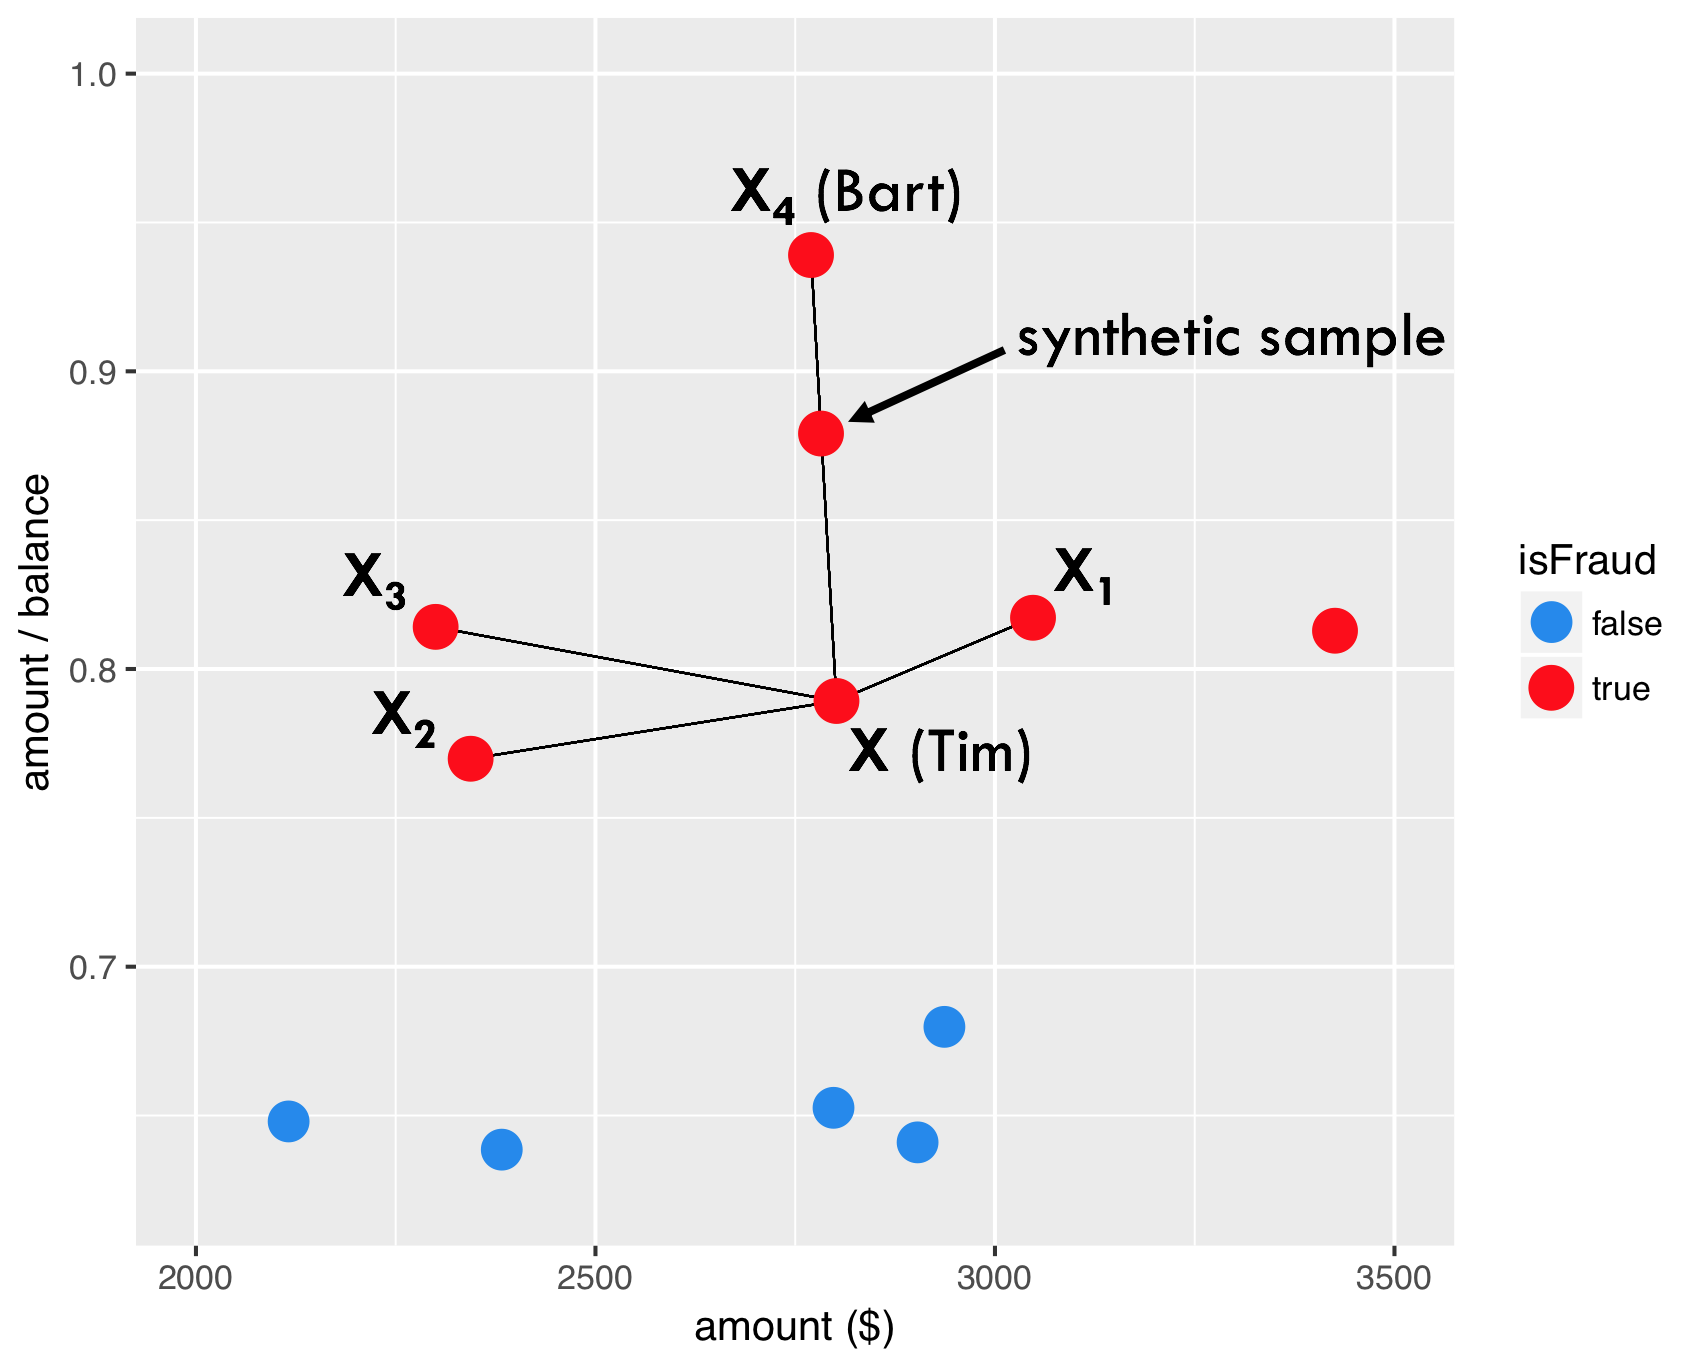 1.0
0.9
0.8
0.7
amount / balance
X4 (Bart)
synthetic sample
X3
X1
X2
X (Tim)
2000 2500 3000 3500
amount ($)
isFraud
false
true